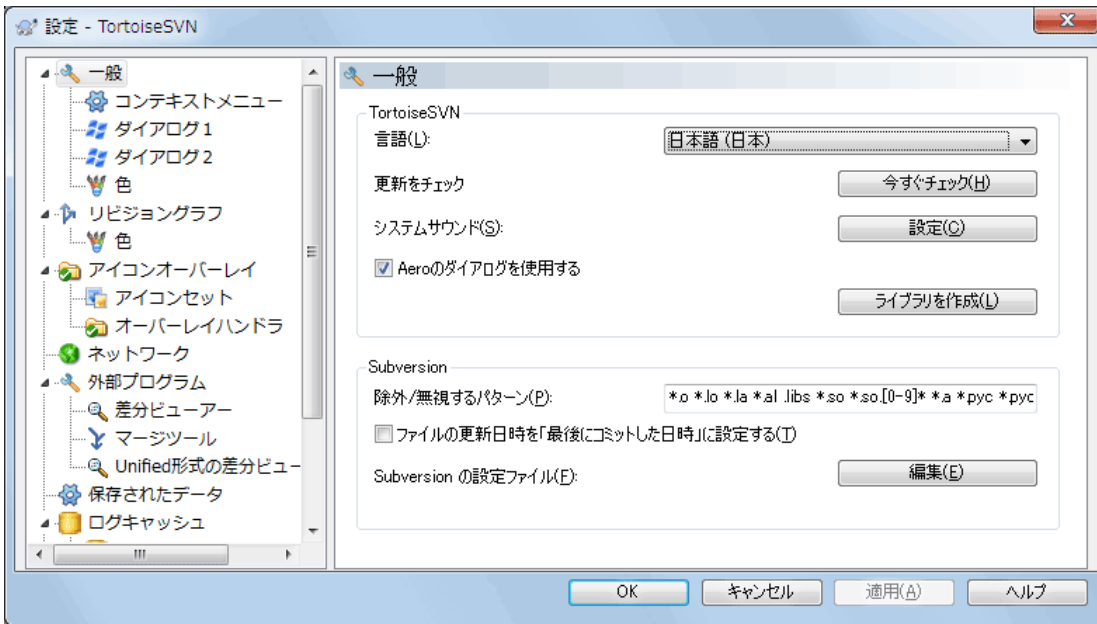 設定 - TortoiseSVN
一般
コンテキストメニュー
ダイアログ1
ダイアログ2
色
リビジョングラフ
色
アイコンオーバーレイ
アイコンセット
オーバーレイハンドラ
ネットワーク
外部プログラム
差分ビューアー
マージツール
Unified形式の差分ビュー
保存されたデータ
ログキャッシュ
一般
TortoiseSVN
言語(L):
日本語 (日本)
更新をチェック
今すぐチェック(H)
システムサウンド(S):
設定(C)
Aeroのダイアログを使用する
ライブラリを作成(L)
Subversion
除外/無視するパターン(P):
*.o *.lo *.la *.al .libs *.so *.so.[0-9]* *.a *.pyc *.pyc
ファイルの更新日時を「最後にコミットした日時」に設定する(T)
Subversion の設定ファイル(F):
編集(E)
OK
キャンセル
適用(A)
ヘルプ